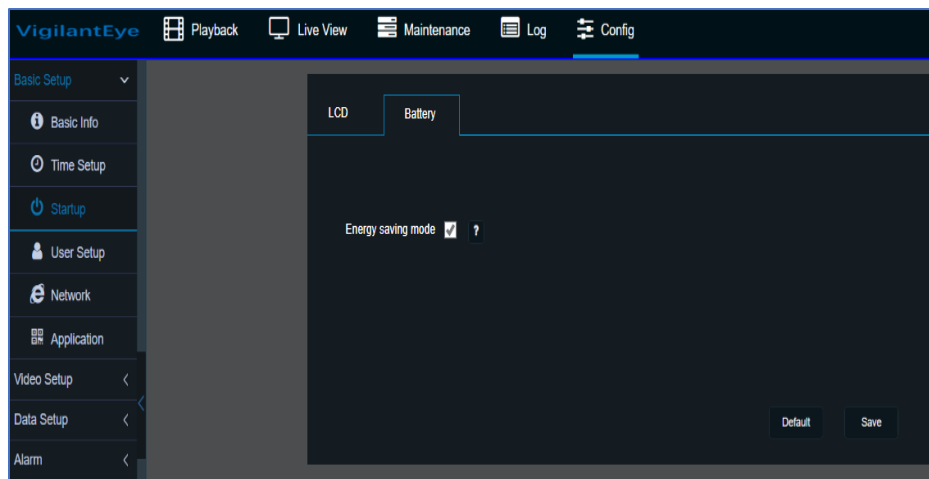 VigilantEye Playback Live View Maintenance Log Config
Basic Setup
Basic Info
Time Setup
Startup
User Setup
Network
Application
Video Setup
Data Setup
Alarm
LCD Battery
Energy saving mode ?
Default Save